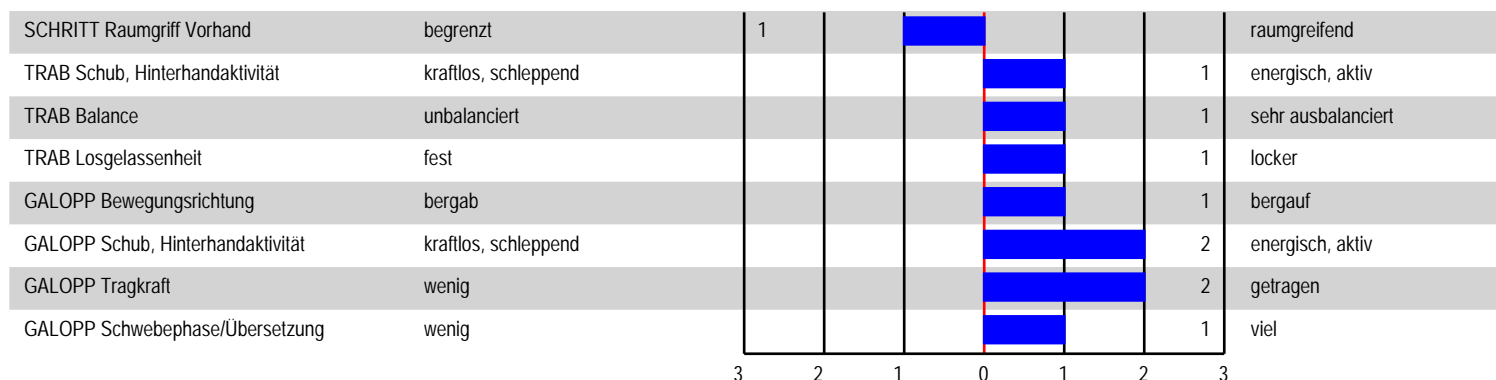 SCHRITT Raumgriff Vorhand begrenzt 1 raumgreifend
TRAB Schub, Hinterhandaktivität kraftlos, schleppend 1 energisch, aktiv
TRAB Balance unbalanciert 1 sehr ausbalanciert
TRAB Losgelassenheit fest 1 locker
GALOPP Bewegungsrichtung bergab 1 bergauf
GALOPP Schub, Hinterhandaktivität kraftlos, schleppend 2 energisch, aktiv
GALOPP Tragkraft wenig 2 getragen
GALOPP Schwebephase/Übersetzung wenig 1 viel
3 2 1 0 1 2 3